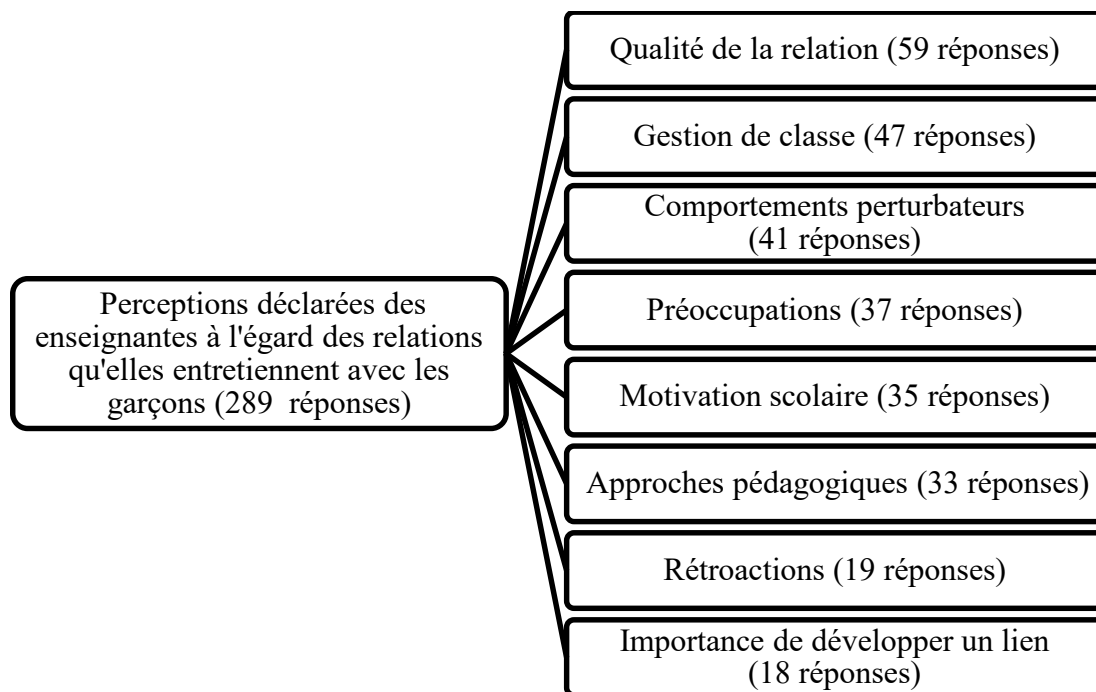 Perceptions déclarées des
enseignantes à l'égard des relations
qu'elles entretiennent avec les
garçons (289 réponses)
Qualité de la relation (59 réponses)
Gestion de classe (47 réponses)
Comportements perturbateurs
(41 réponses)
Préoccupations (37 réponses)
Motivation scolaire (35 réponses)
Approches pédagogiques (33 réponses)
Rétroactions (19 réponses)
Importance de développer un lien
(18 réponses)